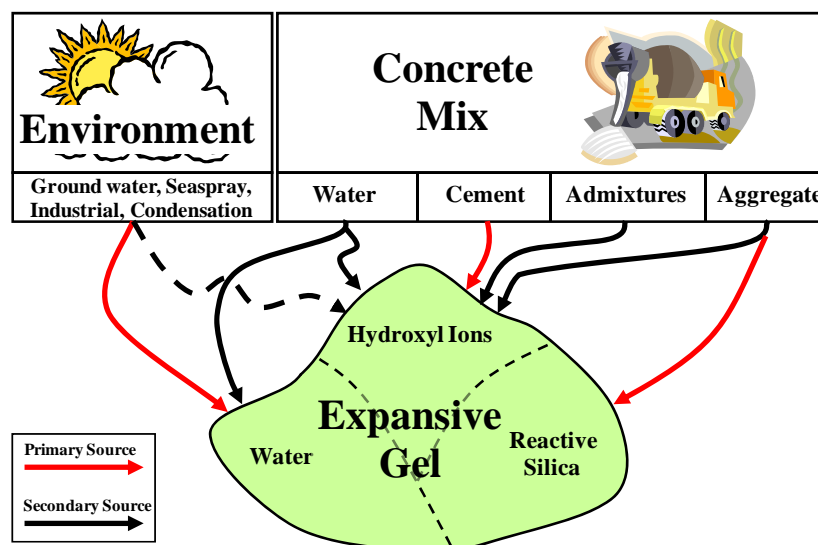 Environment
Concrete
Mix
Ground water, Seaspray,
Industrial, Condensation
Water
Cement
Admixtures
Aggregate
Hydroxyl Ions
Expansive
Gel
Water
Reactive
Silica
Primary Source
Secondary Source